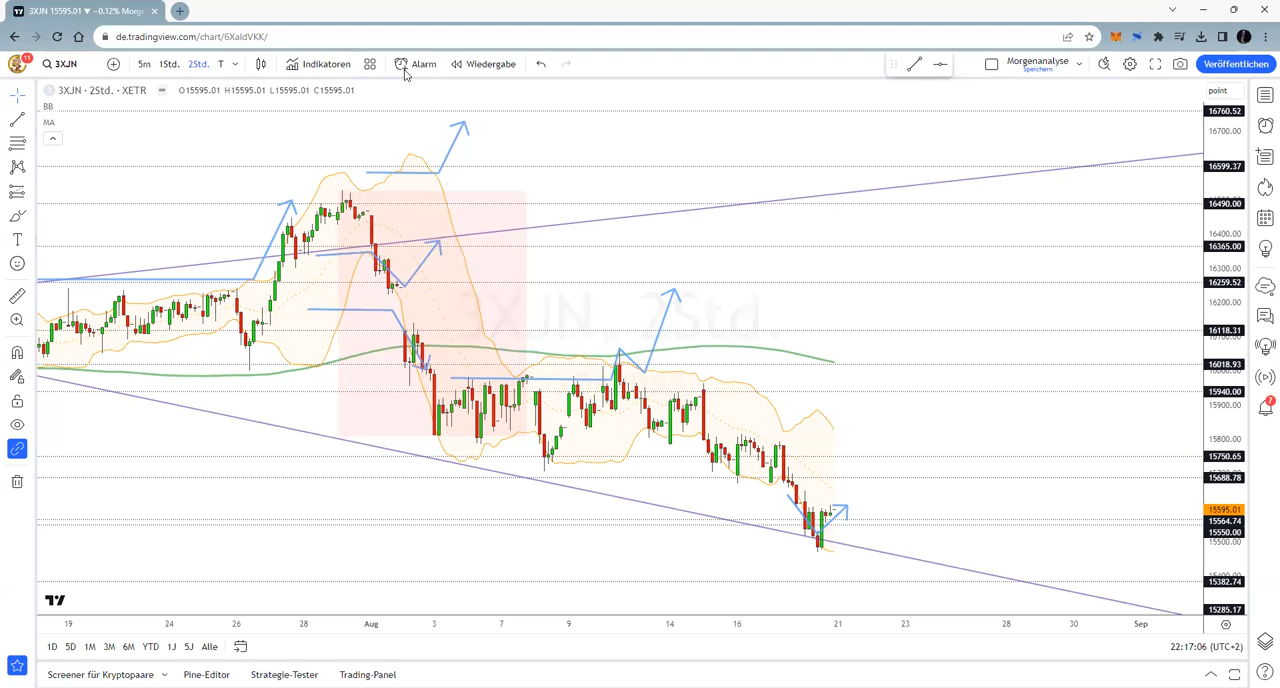 3XJN 15595.01 ▼ −0.12% Morge
de.tradingview.com/chart/6XaIdVKK/
11
3XJN
5m 1Std. 2Std. T
Indikatoren
Alarm
Wiedergabe
Morgenanalyse
Speichern
Veröffentlichen
3XJN · 2Std. · XETR
O15595.01 H15595.01 L15595.01 C15595.01
point
BB
MA
16760.52
16700.00
16599.37
16490.00
16400.00
16365.00
16300.00
16259.52
16200.00
16118.31
16018.93
15940.00
15900.00
15800.00
15750.65
15688.78
15595.01
15564.74
15550.00
15500.00
15382.74
15285.17
3XJN, 2Std.
7
19 24 26 28 Aug 3 7 9 14 16 21 23 28 30 Sep
1D 5D 1M 3M 6M YTD 1J 5J Alle
22:17:06 (UTC+2)
Screener für Kryptopaare
Pine-Editor
Strategie-Tester
Trading-Panel